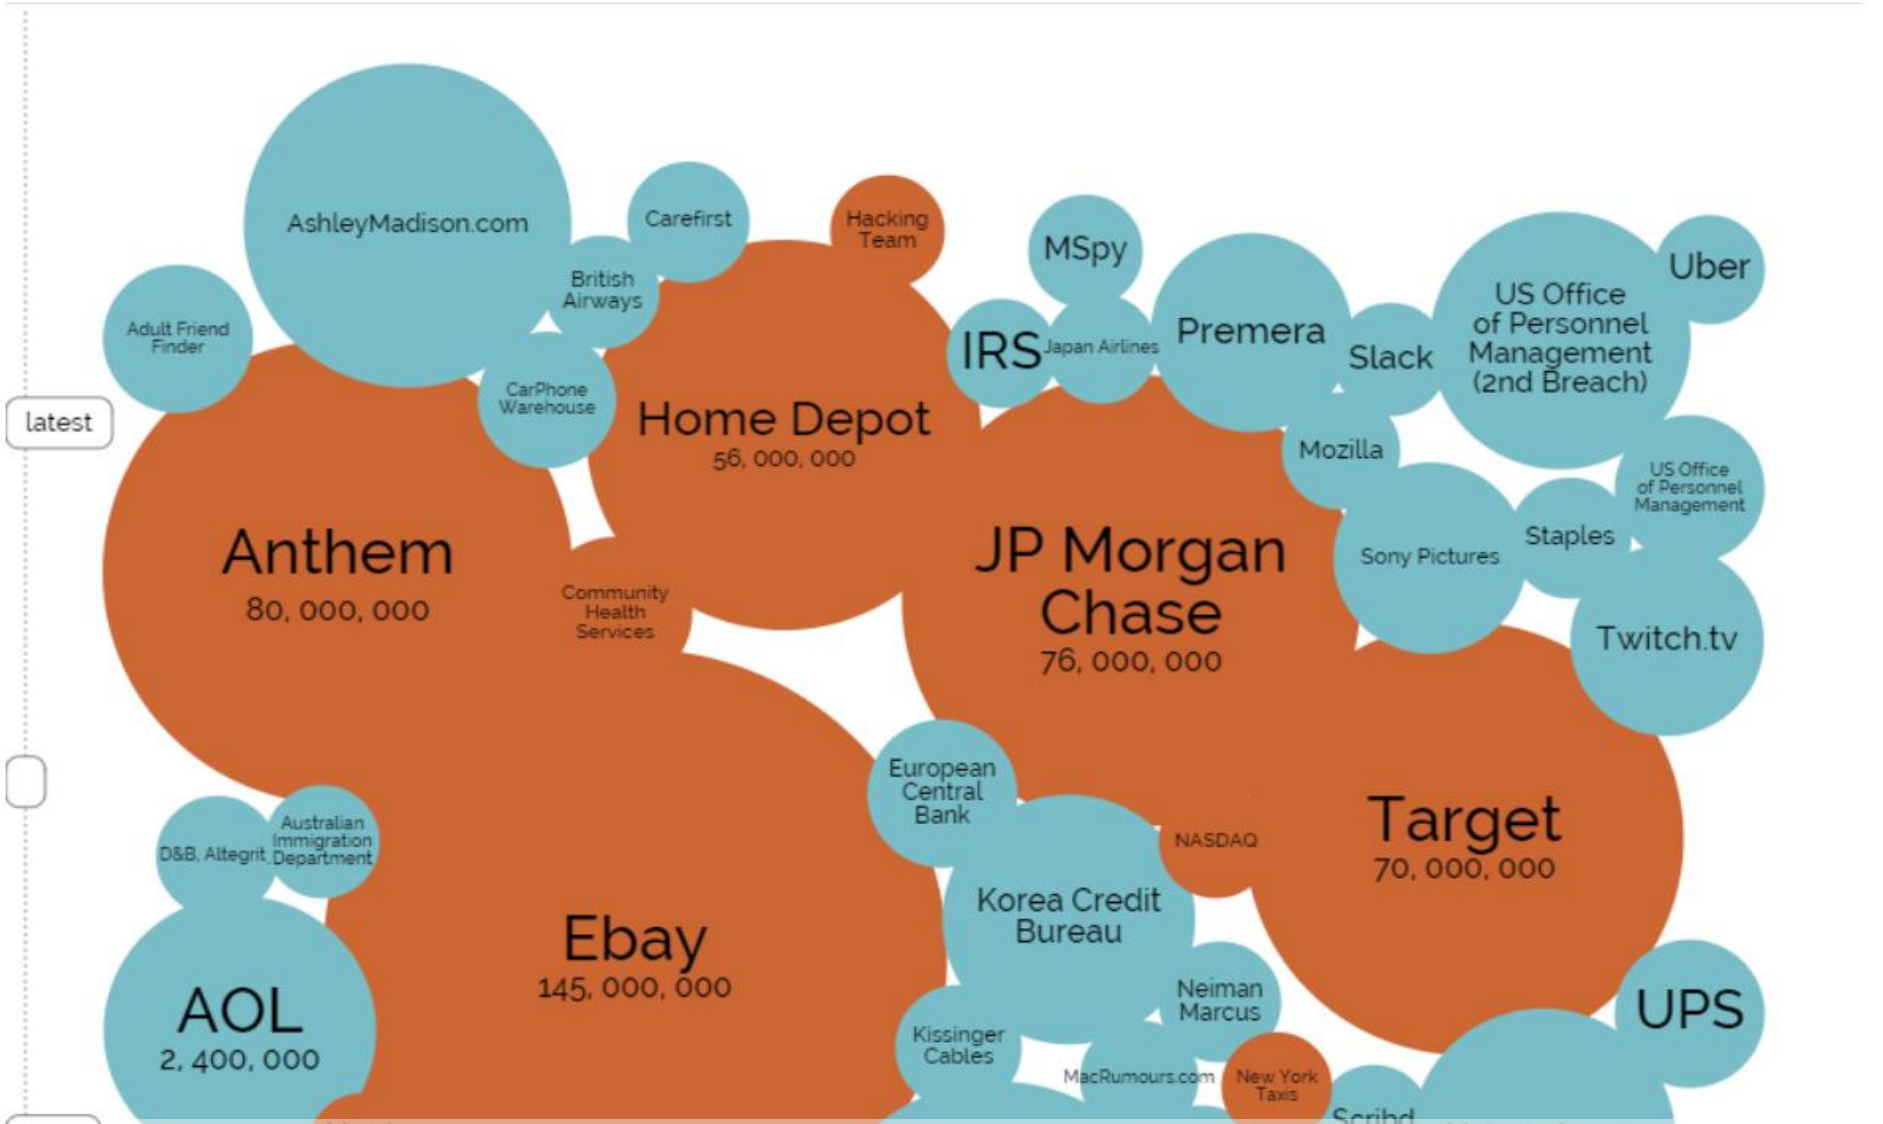 AshleyMadison.com
Carefirst
Hacking
Team
MSpy
Uber
British
Airways
Adult Friend
Finder
IRS
Japan Airlines
Premera
Slack
US Office
of Personnel
Management
(2nd Breach)
latest
CarPhone
Warehouse
Home Depot
56, 000, 000
Mozilla
US Office
of Personnel
Management
Anthem
80, 000, 000
Community
Health
Services
JP Morgan
Chase
76, 000, 000
Sony Pictures
Staples
Twitch.tv
European
Central
Bank
D&B, Altegrit
Australian
Immigration
Department
NASDAQ
Target
70, 000, 000
Korea Credit
Bureau
Ebay
145, 000, 000
AOL
2, 400, 000
Neiman
Marcus
UPS
Kissinger
Cables
MacRumours.com
New York
Taxis
Scribd